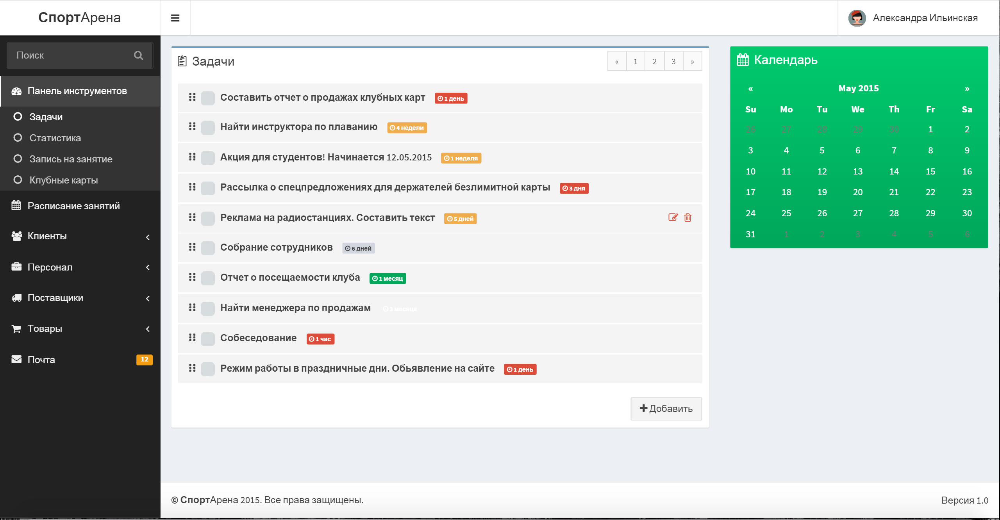 СпортАрена
Александра Ильинская
Поиск
Панель инструментов
Задачи
Статистика
Запись на занятие
Клубные карты
Расписание занятий
Клиенты
Персонал
Поставщики
Товары
Почта 12
Задачи
« 1 2 3 »
Составить отчет о продажах клубных карт 1 день
Найти инструктора по плаванию 4 недели
Акция для студентов! Начинается 12.05.2015 1 неделя
Рассылка о спецпредложениях для держателей безлимитной карты 3 дня
Реклама на радиостанциях. Составить текст 5 дней
Собрание сотрудников 6 дней
Отчет о посещаемости клуба 1 месяц
Найти менеджера по продажам 3 месяца
Собеседование 1 час
Режим работы в праздничные дни. Обьявление на сайте 1 день
Добавить
Календарь
« May 2015 »
Su Mo Tu We Th Fr Sa
26 27 28 29 30 1 2
3 4 5 6 7 8 9
10 11 12 13 14 15 16
17 18 19 20 21 22 23
24 25 26 27 28 29 30
31 1 2 3 4 5 6
© СпортАрена 2015. Все права защищены.
Версия 1.0